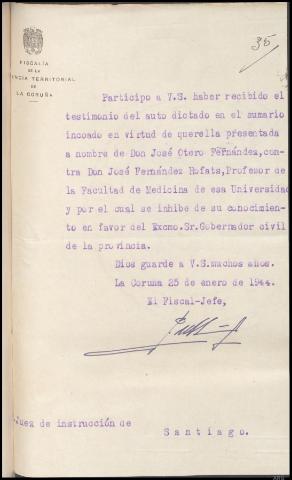 35
FISCALÍA
DE LA
ENCIA TERRITORIAL
DE
LA CORUÑA
Participo a V.S. haber recibido el
testimonio del auto dictado en el sumario
incoado en virtud de querella presentada
a nombre de Don José Otero Fernández,con-
tra Don José Fernández Rofats,Profesor de
la Facultad de Medicina de esa Universidad
y por el cual se inhibe de su conocimien-
to en favor del Excmo.Sr.Gobernador civil
de la provincia.
Dios guarde a V.S.muchos años.
La Coruña 25 de enero de 1944.
El Fiscal-Jefe,
.Juez de instrucción de
Santiago.